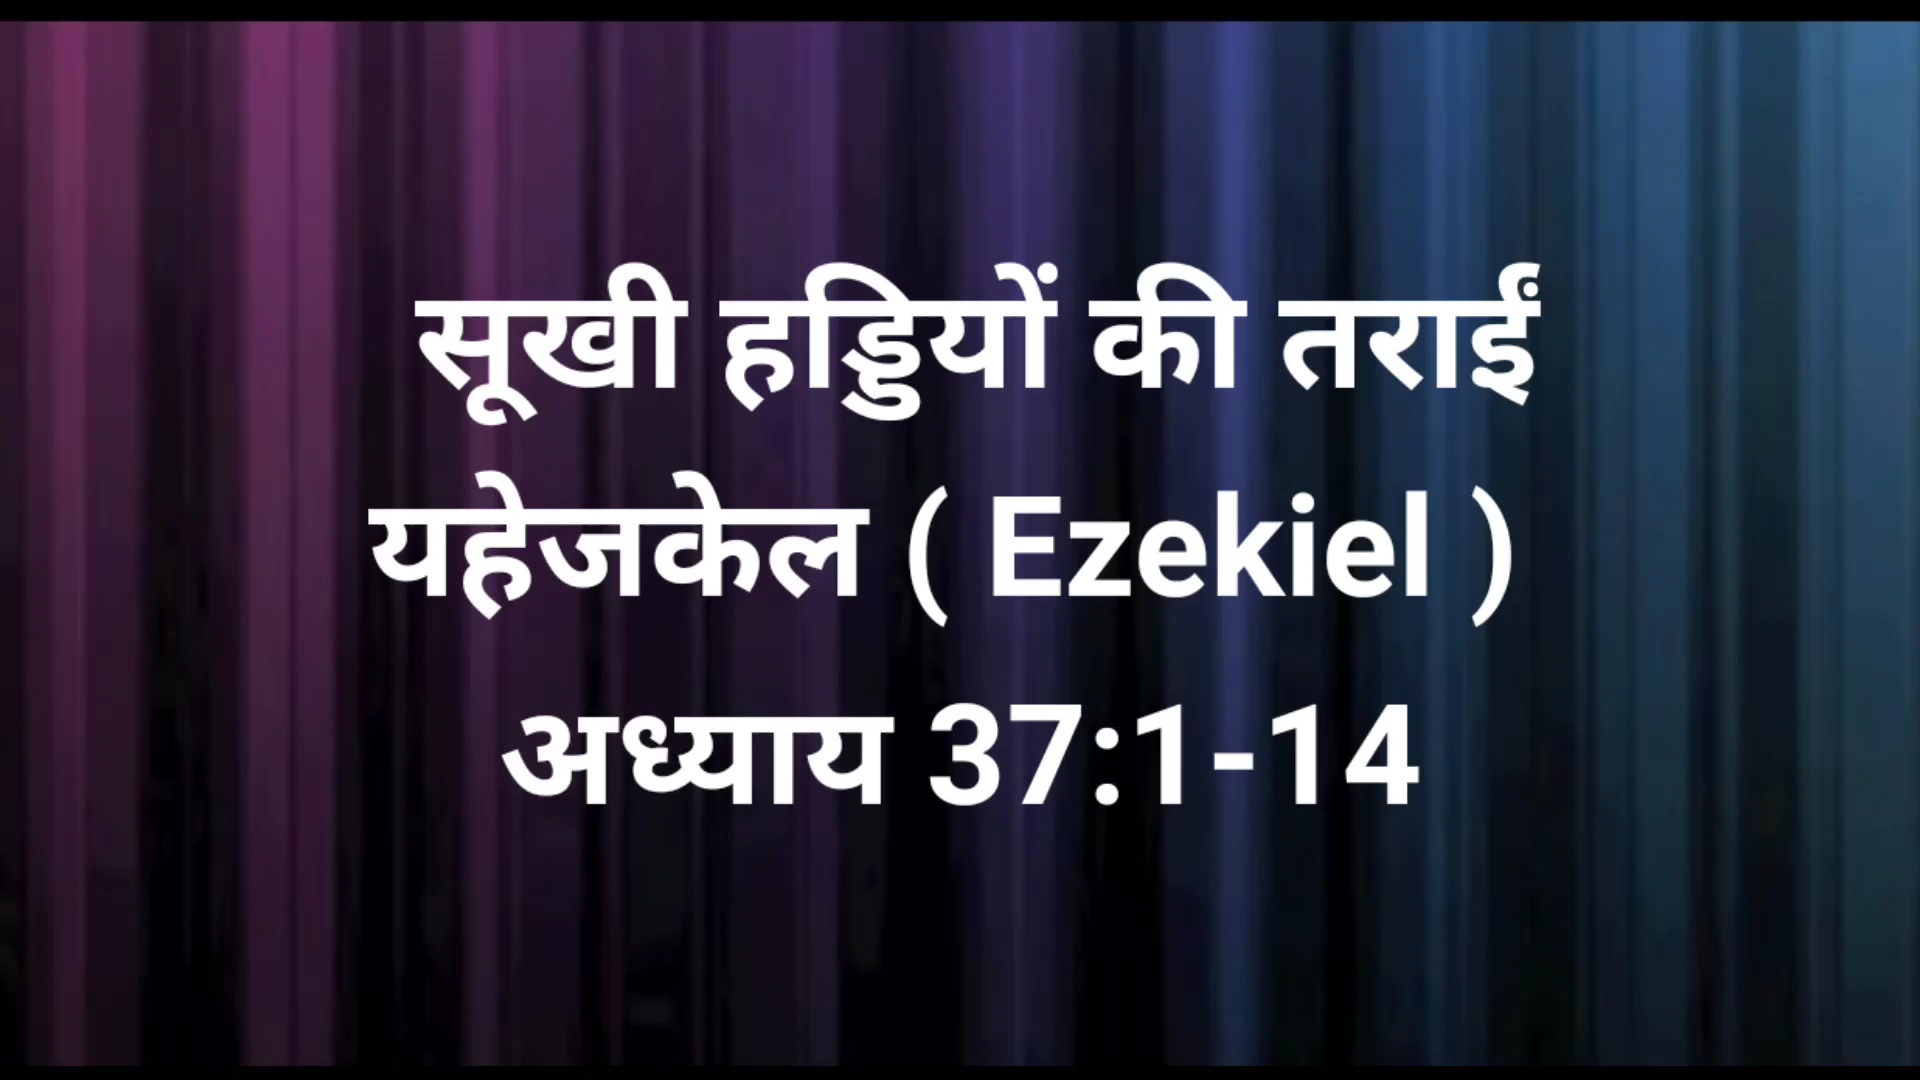 सूखी हड्डियों की तराईं
यहेजकेल ( Ezekiel )
अध्याय 37:1-14